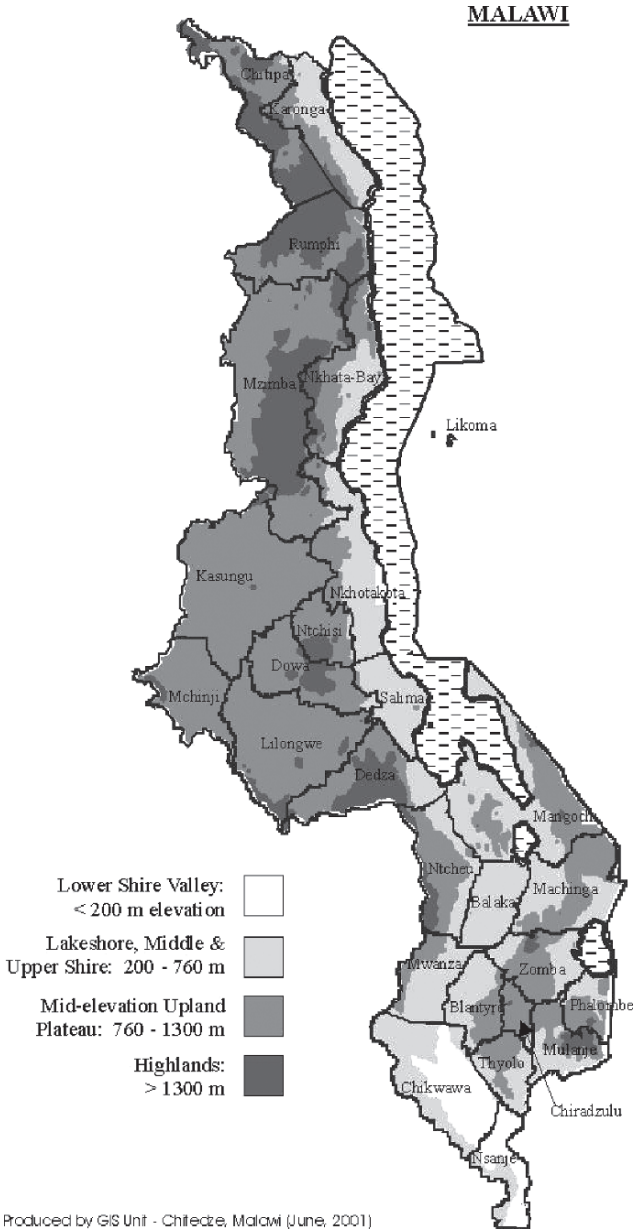 MALAWI
Chitipa
Karonga
Rumphi
Mzimba
Nkhata-Bay
Likoma
Kasungu
Nkhotakota
Ntchisi
Dowa
Mchinji
Salima
Lilongwe
Dedza
Mangochi
Ntcheu
Machinga
Balaka
Mwanza
Zomba
Blantyre
Phalombe
Thyolo
Mulanje
Chikwawa
Chiradzulu
Nsanje
Lower Shire Valley:
< 200 m elevation
Lakeshore, Middle &
Upper Shire: 200 - 760 m
Mid-elevation Upland
Plateau: 760 - 1300 m
Highlands:
> 1300 m
Produced by GIS Unit - Chitedze, Malawi (June, 2001)